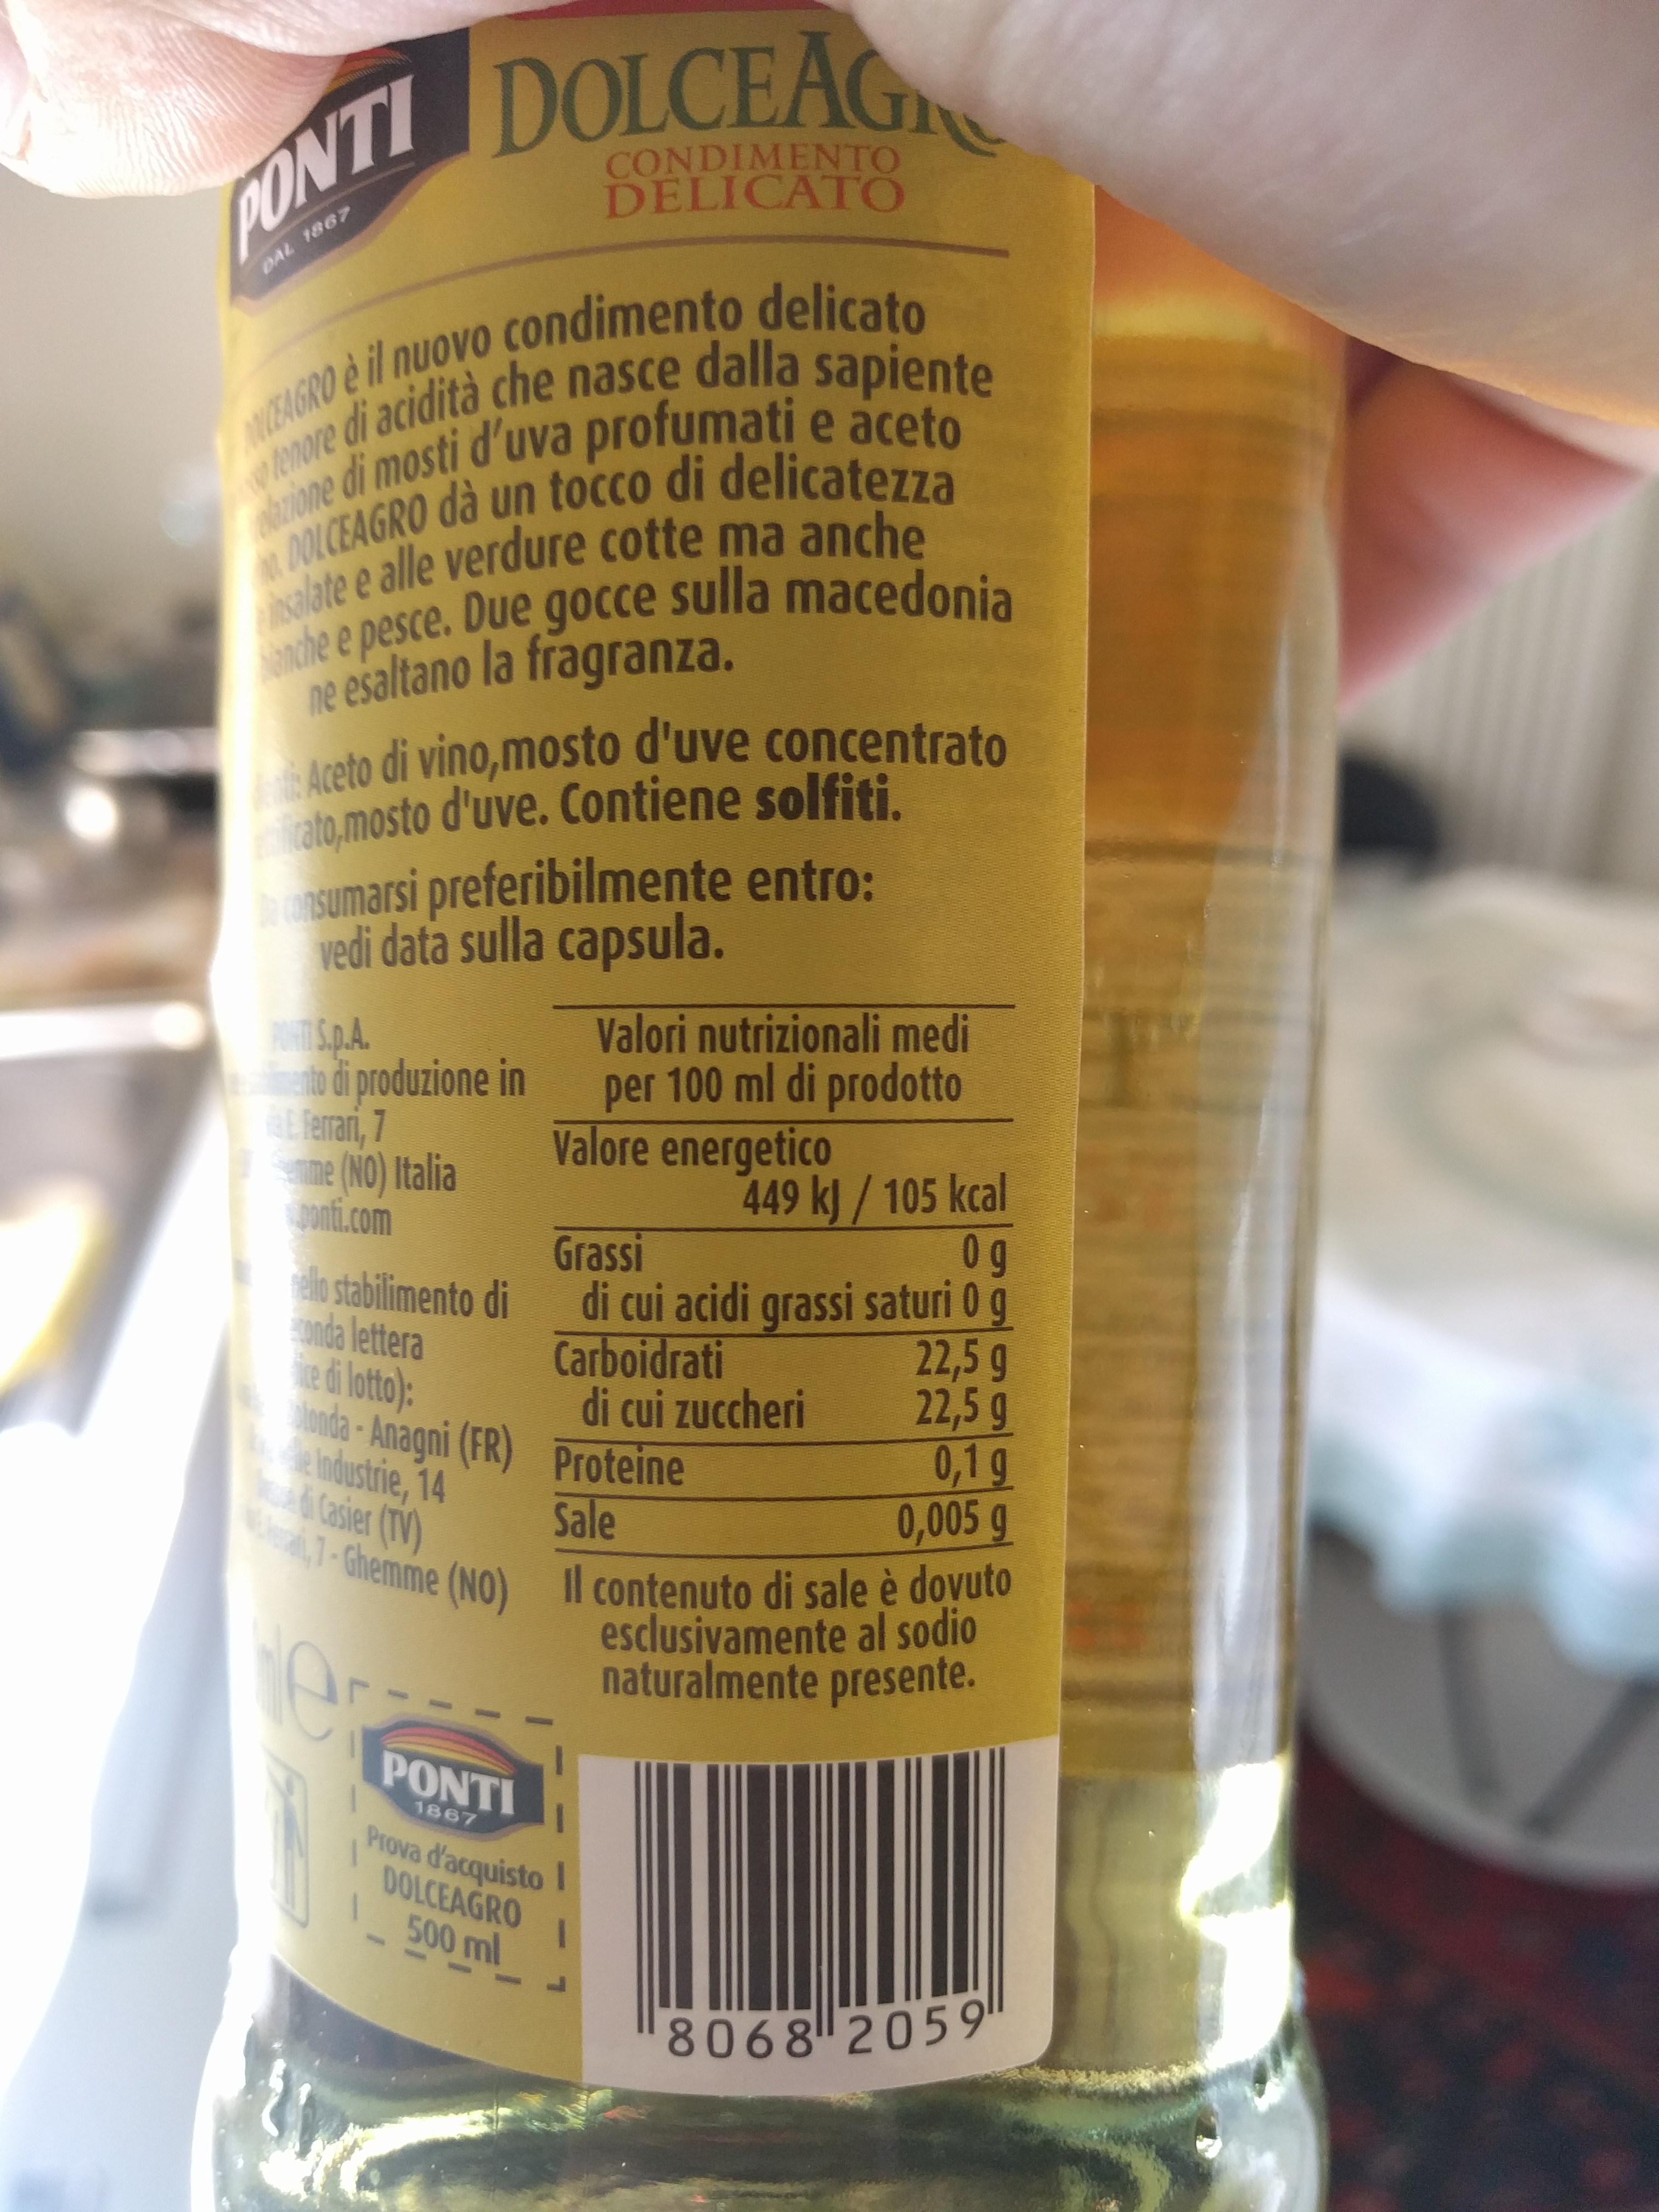 PONTI
DAL 1867
DOLCEAGRO
CONDIMENTO
DELICATO
DOLCEAGRO è il nuovo condimento delicato
tenore di acidità che nasce dalla sapiente
di mosti d'uva profumati e aceto
DOLCEAGRO dà un tocco di delicatezza
insalate e alle verdure cotte ma anche
e pesce. Due gocce sulla macedonia
ne esaltano la fragranza.
Aceto di vino,mosto d'uve concentrato
mosto d'uve. Contiene solfiti.
Da consumarsi preferibilmente entro:
vedi data sulla capsula.
PONTI S.p.A.
di produzione in
E. Ferrari, 7
(NO) Italia
ponti.com
nello stabilimento di
lettera
di lotto):
- Anagni (FR)
Industrie, 14
di Casier (TV)
7 - Ghemme (NO)
Valori nutrizionali medi
per 100 ml di prodotto
Valore energetico
449 kJ / 105 kcal
Grassi 0 g
di cui acidi grassi saturi 0 g
Carboidrati 22,5 g
di cui zuccheri 22,5 g
Proteine 0,1 g
Sale 0,005 g
Il contenuto di sale è dovuto
esclusivamente al sodio
naturalmente presente.
ml e
PONTI
1867
Prova d'acquisto
DOLCEAGRO
500 ml
8068 2059